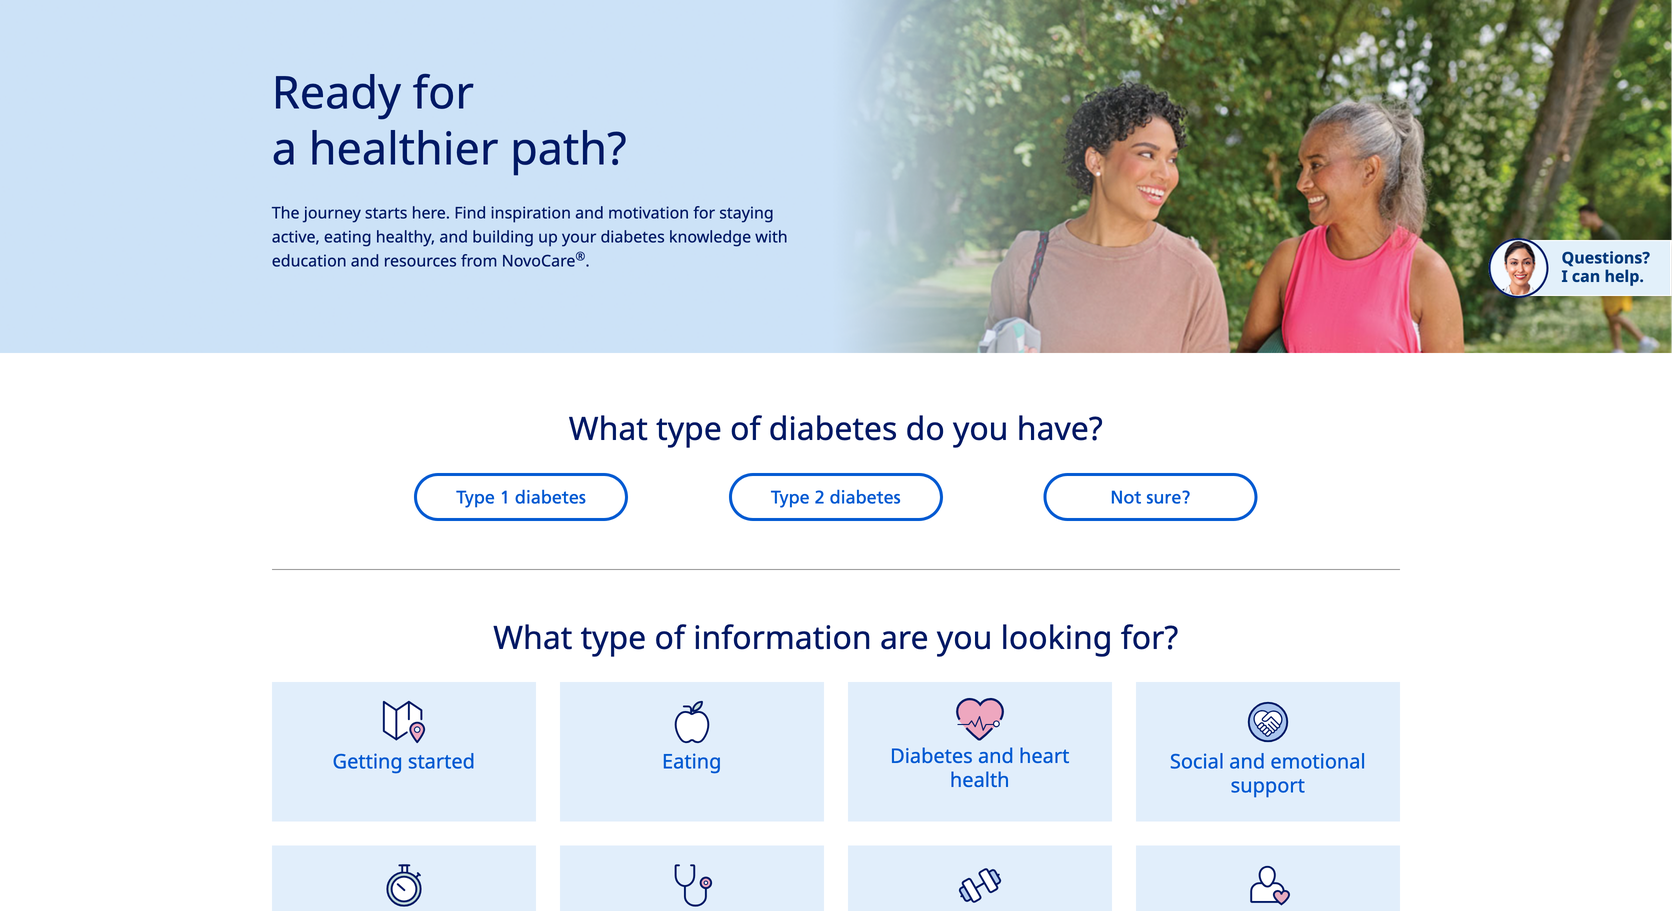 Ready for
a healthier path?
The journey starts here. Find inspiration and motivation for staying
active, eating healthy, and building up your diabetes knowledge with
education and resources from NovoCare®.
Questions?
I can help.
What type of diabetes do you have?
Type 1 diabetes
Type 2 diabetes
Not sure?
What type of information are you looking for?
Getting started
Eating
Diabetes and heart
health
Social and emotional
support